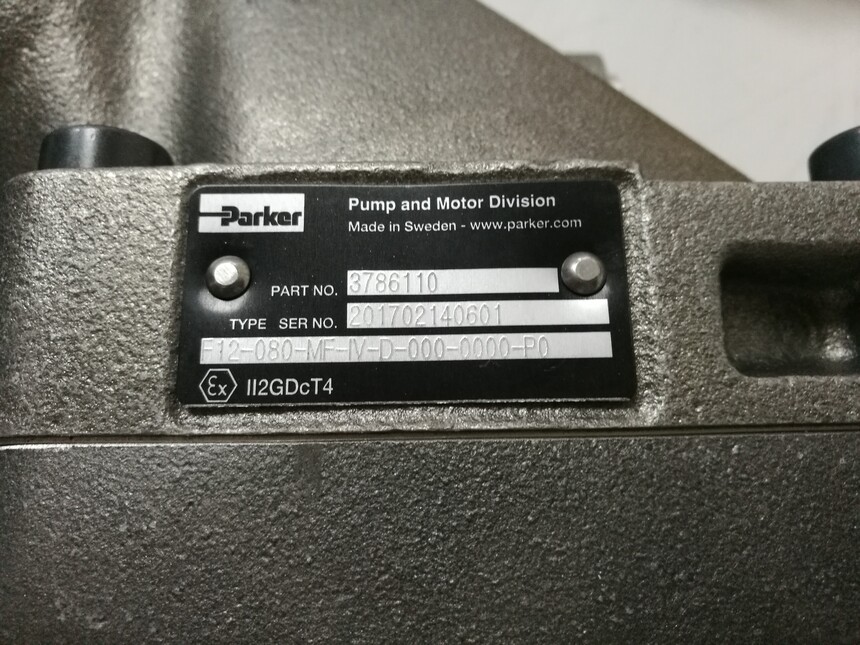 Parker
Pump and Motor Division
Made in Sweden - www.parker.com
PART NO. 3786110
TYPE SER NO. 201702140601
F12-080-MF-IV-D-000-0000-P0
Ex II2GDcT4